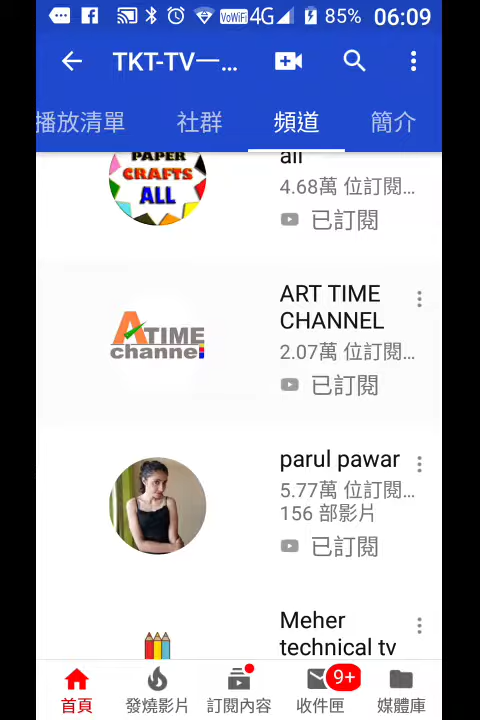 VoWiFi 4G 85% 06:09
TKT-TV一...
播放清單 社群 頻道 簡介
PAPER
CRAFTS
ALL
all
4.68萬 位訂閱...
已訂閱
ATIME
channel
ART TIME
CHANNEL
2.07萬 位訂閱...
已訂閱
parul pawar
5.77萬 位訂閱...
156 部影片
已訂閱
Meher
technical tv
9+
首頁 發燒影片 訂閱內容 收件匣 媒體庫